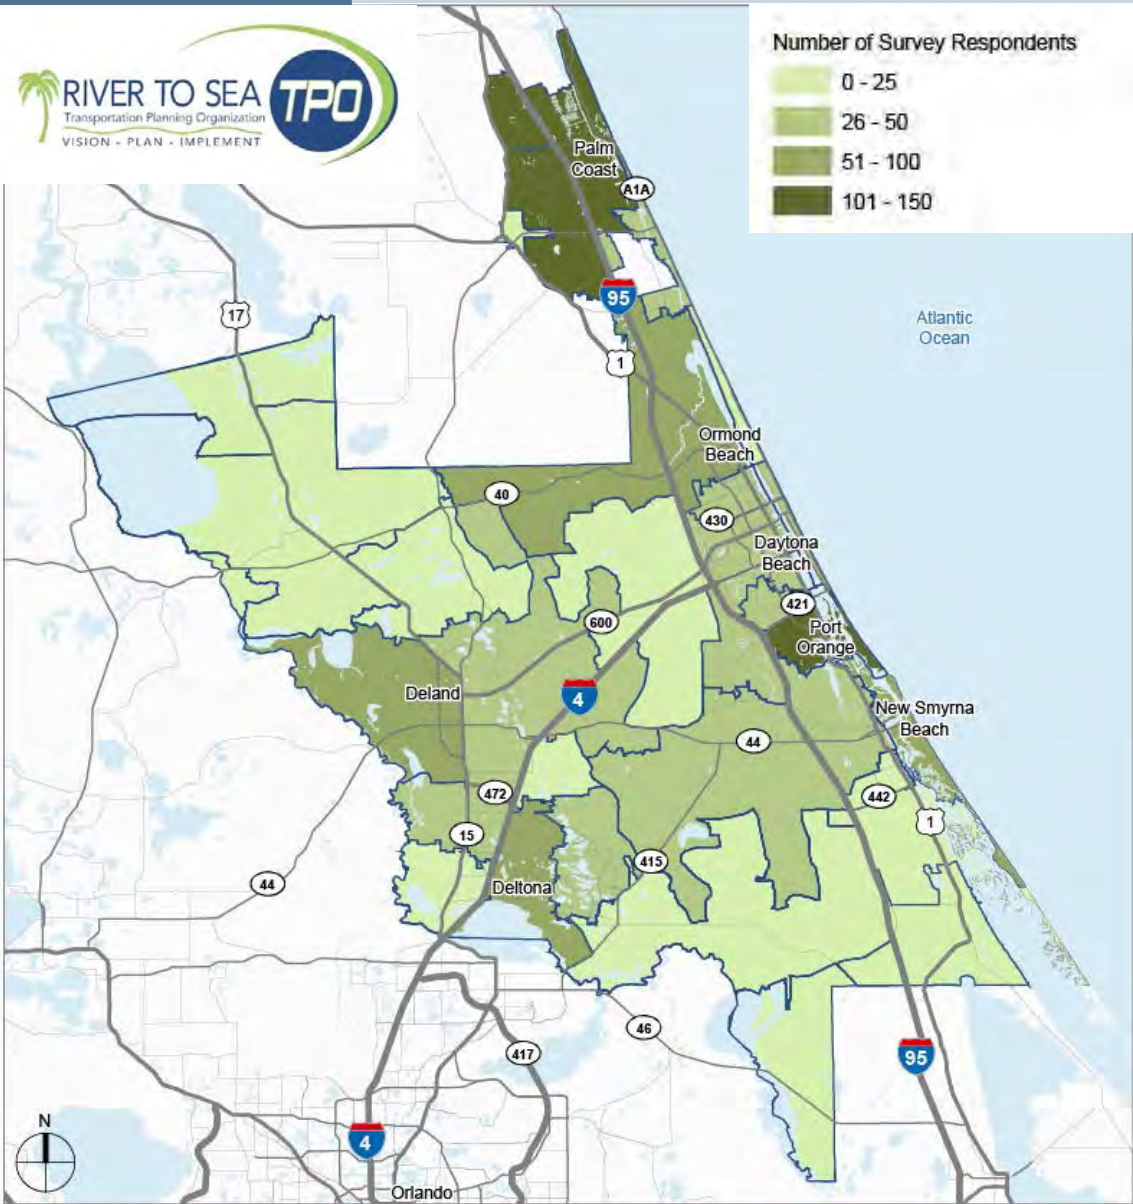 RIVER TO SEA
Transportation Planning Organization
VISION - PLAN - IMPLEMENT
TPO
Number of Survey Respondents
0 - 25
26 - 50
51 - 100
101 - 150
Palm
Coast
A1A
95
17
1
Atlantic
Ocean
Ormond
Beach
40
430
Daytona
Beach
421
600
Port
Orange
Deland
4
New Smyrna
Beach
44
472
442
1
15
415
44
Deltona
46
417
95
N
4
Orlando